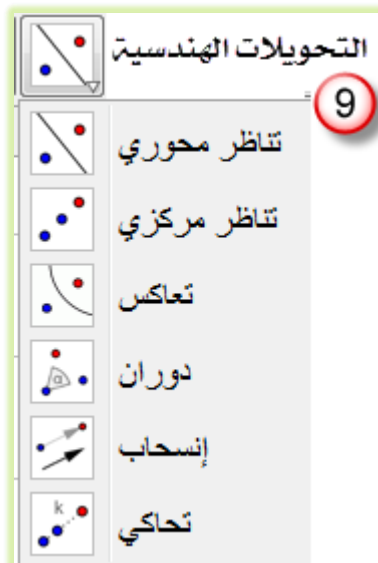 التحويلات الهندسية
9
تناظر محوري
تناظر مركزي
تعاكس
دوران
α
إنسحاب
تحاكي
k